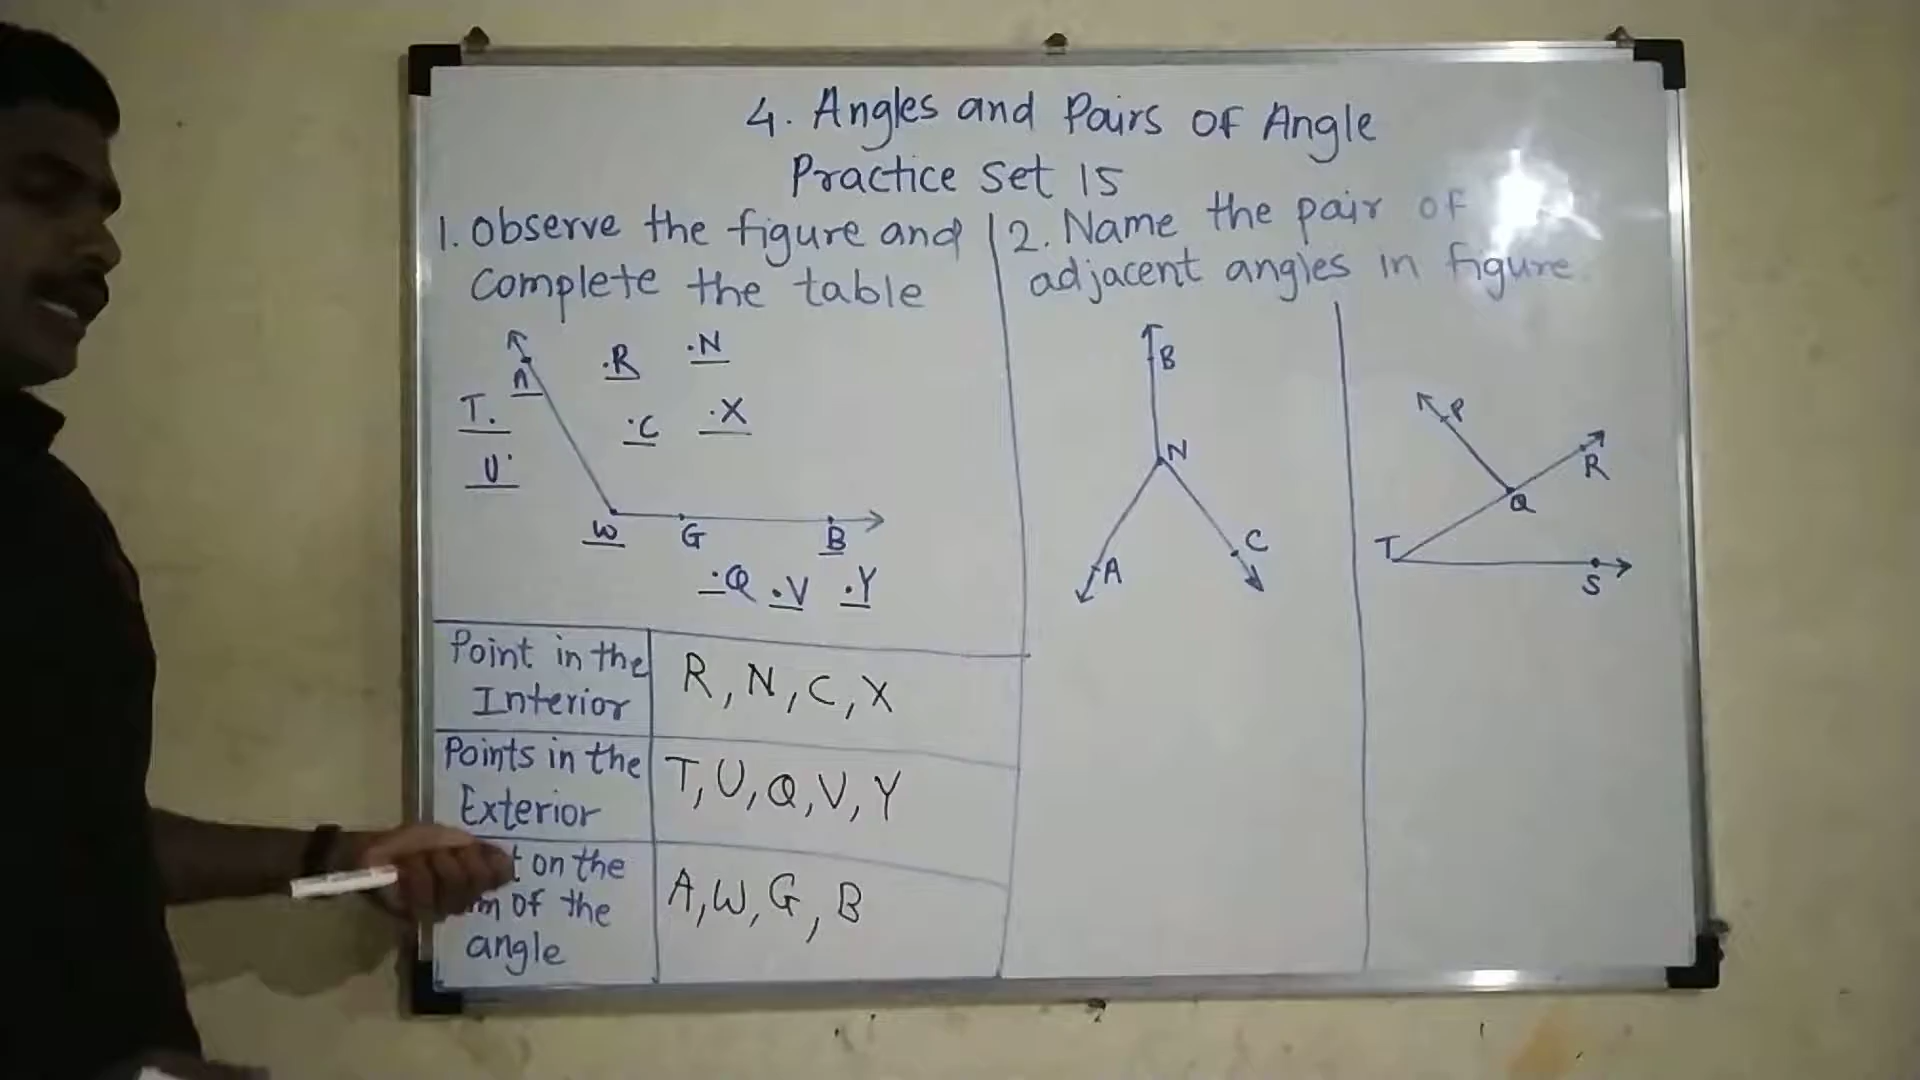 4. Angles and Pairs OF Angle
Practice Set 15
1. Observe the figure and
Complete the table
2. Name the pair of
adjacent angles in figure
A
.R
.N
T.
.C
.X
U
W
G
B
.Q
.V
.Y
B
N
A
C
P
R
Q
T
S
Point in the
Interior
R, N, C, X
Points in the
Exterior
T, U, Q, V, Y
on the
of the
angle
A, W, G, B